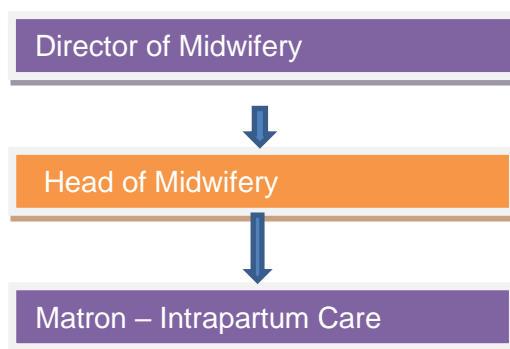 Director of Midwifery
Head of Midwifery
Matron – Intrapartum Care